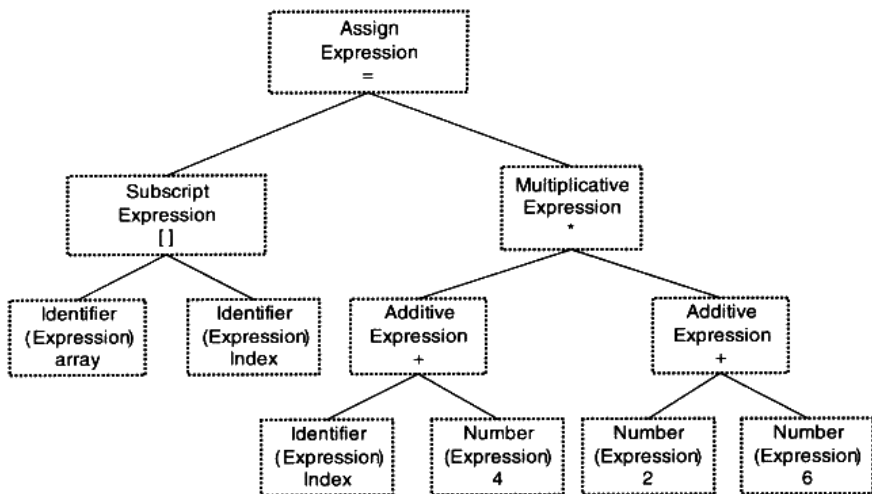 Assign
Expression
=
Subscript
Expression
[ ]
Multiplicative
Expression
*
Identifier
(Expression)
array
Identifier
(Expression)
Index
Additive
Expression
+
Additive
Expression
+
Identifier
(Expression)
Index
Number
(Expression)
4
Number
(Expression)
2
Number
(Expression)
6